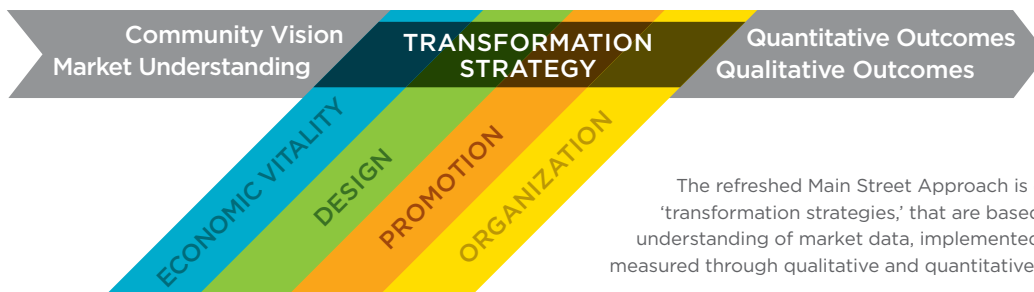 Community Vision
Market Understanding
TRANSFORMATION
STRATEGY
Quantitative Outcomes
Qualitative Outcomes
ECONOMIC VITALITY
DESIGN
PROMOTION
ORGANIZATION
The refreshed Main Street Approach is
‘transformation strategies,’ that are based
understanding of market data, implemented
measured through qualitative and quantitative